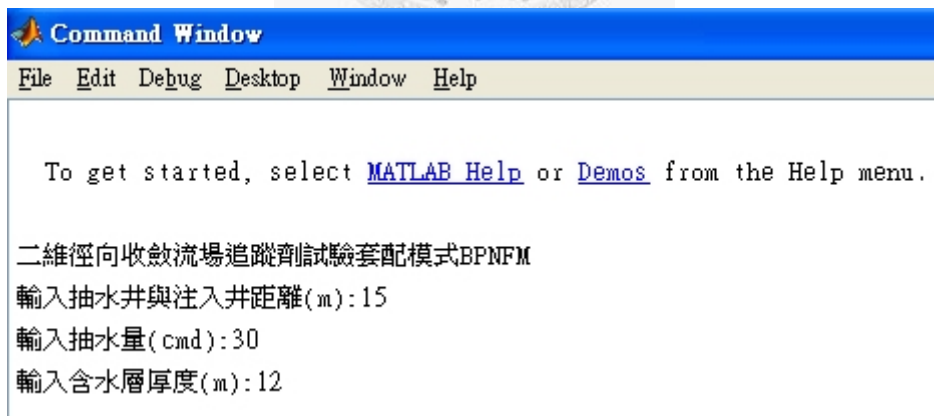 Command Window
File Edit Debug Desktop Window Help
To get started, select MATLAB Help or Demos from the Help menu.
二維徑向收斂流場追蹤劑試驗套配模式BPNFM
輸入抽水井與注入井距離(m):15
輸入抽水量(cmd):30
輸入含水層厚度(m):12